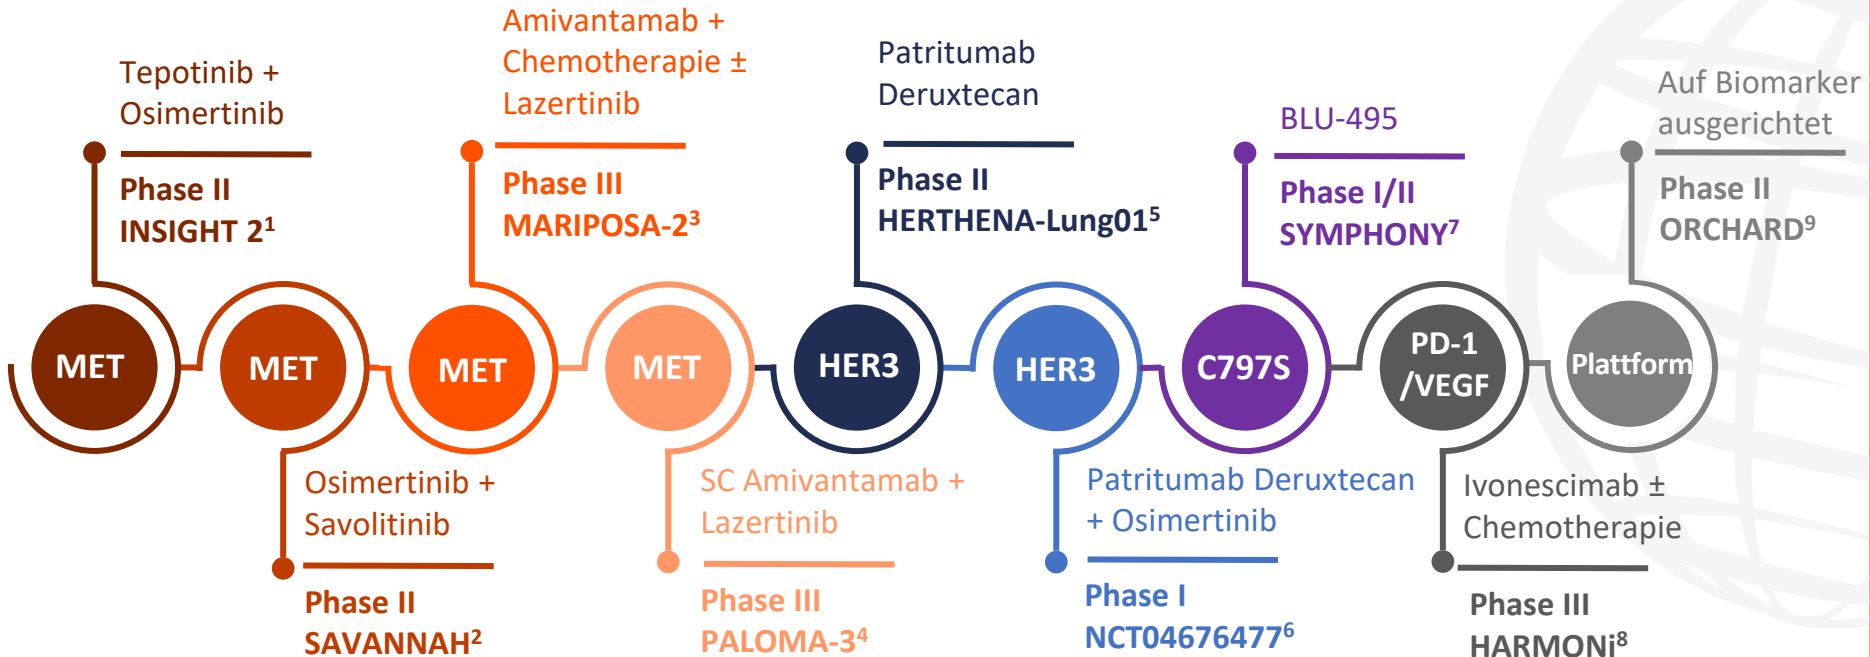 Tepotinib +
Osimertinib
Phase II
INSIGHT 2¹
MET
Osimertinib +
Savolitinib
Phase II
SAVANNAH²
MET
Amivantamab +
Chemotherapie ±
Lazertinib
Phase III
MARIPOSA-2³
MET
SC Amivantamab +
Lazertinib
Phase III
PALOMA-3⁴
MET
Patritumab
Deruxtecan
Phase II
HERTHENA-Lung01⁵
HER3
Patritumab Deruxtecan
+ Osimertinib
Phase I
NCT04676477⁶
HER3
BLU-495
Phase I/II
SYMPHONY⁷
C797S
Ivonescimab ±
Chemotherapie
Phase III
HARMONi⁸
PD-1
/VEGF
Auf Biomarker
ausgerichtet
Phase II
ORCHARD⁹
Plattform